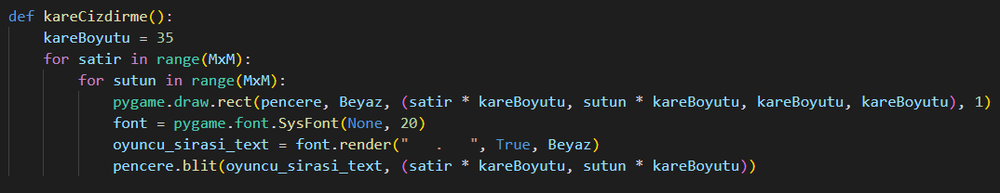 def kareCizdirme():
    kareBoyutu = 35
    for satir in range(MxM):
        for sutun in range(MxM):
            pygame.draw.rect(pencere, Beyaz, (satir * kareBoyutu, sutun * kareBoyutu, kareBoyutu, kareBoyutu), 1)
            font = pygame.font.SysFont(None, 20)
            oyuncu_sirasi_text = font.render("   .   ", True, Beyaz)
            pencere.blit(oyuncu_sirasi_text, (satir * kareBoyutu, sutun * kareBoyutu))